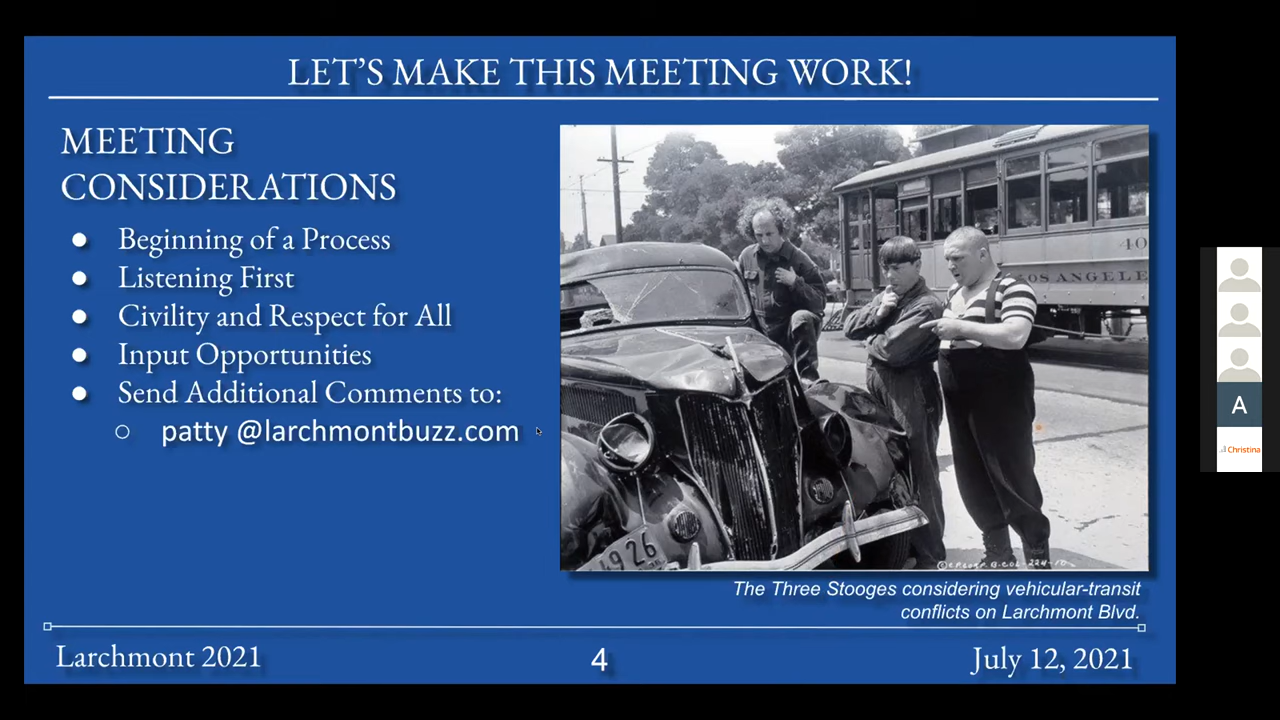 LET'S MAKE THIS MEETING WORK!
MEETING
CONSIDERATIONS
● Beginning of a Process
● Listening First
● Civility and Respect for All
● Input Opportunities
● Send Additional Comments to:
○ patty @larchmontbuzz.com
40
LOS ANGELE
4926
The Three Stooges considering vehicular-transit
conflicts on Larchmont Blvd.
Larchmont 2021
4
July 12, 2021
A
Christina